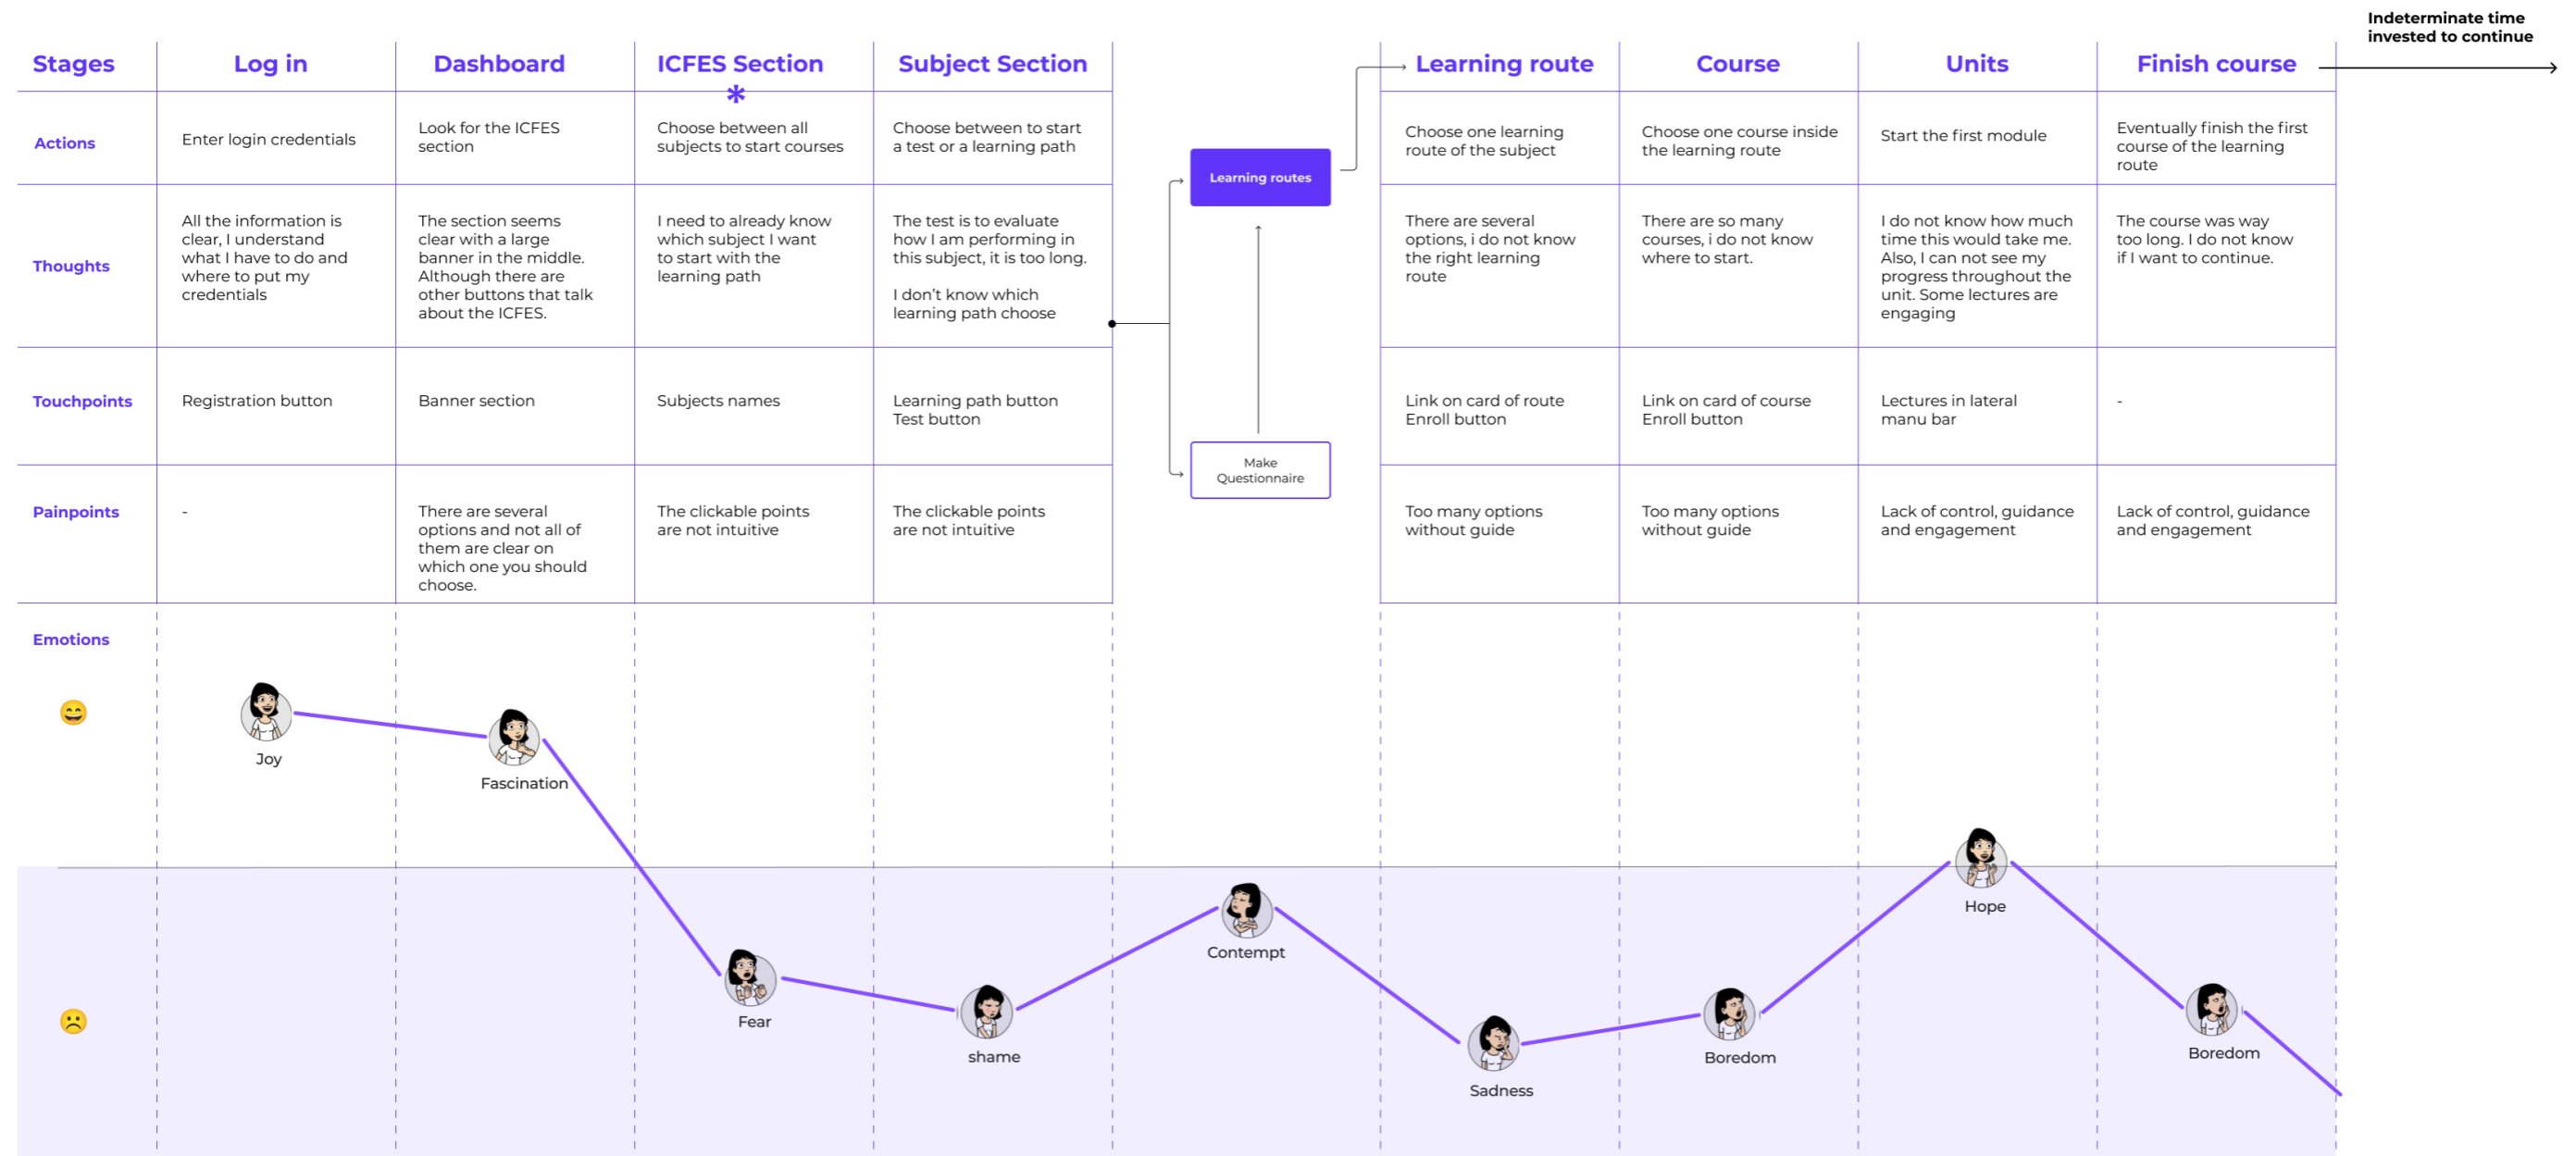 Indeterminate time
invested to continue
Stages
Log in
Dashboard
ICFES Section
Subject Section
Learning route
Course
Units
Finish course
*
Actions
Enter login credentials
Look for the ICFES
section
Choose between all
subjects to start courses
Choose between to start
a test or a learning path
Learning routes
Choose one learning
route of the subject
Choose one course inside
the learning route
Start the first module
Eventually finish the first
course of the learning
route
Thoughts
All the information is
clear, I understand
what I have to do and
where to put my
credentials
The section seems
clear with a large
banner in the middle.
Although there are
other buttons that talk
about the ICFES.
I need to already know
which subject I want
to start with the
learning path
The test is to evaluate
how I am performing in
this subject, it is too long.
I don't know which
learning path choose
There are several
options, i do not know
the right learning
route
There are so many
courses, i do not know
where to start.
I do not know how much
time this would take me.
Also, I can not see my
progress throughout the
unit. Some lectures are
engaging
The course was way
too long. I do not know
if I want to continue.
Touchpoints
Registration button
Banner section
Subjects names
Learning path button
Test button
Make
Questionnaire
Link on card of route
Enroll button
Link on card of course
Enroll button
Lectures in lateral
manu bar
-
Painpoints
-
There are several
options and not all of
them are clear on
which one you should
choose.
The clickable points
are not intuitive
The clickable points
are not intuitive
Too many options
without guide
Too many options
without guide
Lack of control, guidance
and engagement
Lack of control, guidance
and engagement
Emotions
Joy
Fascination
Fear
shame
Contempt
Sadness
Boredom
Hope
Boredom